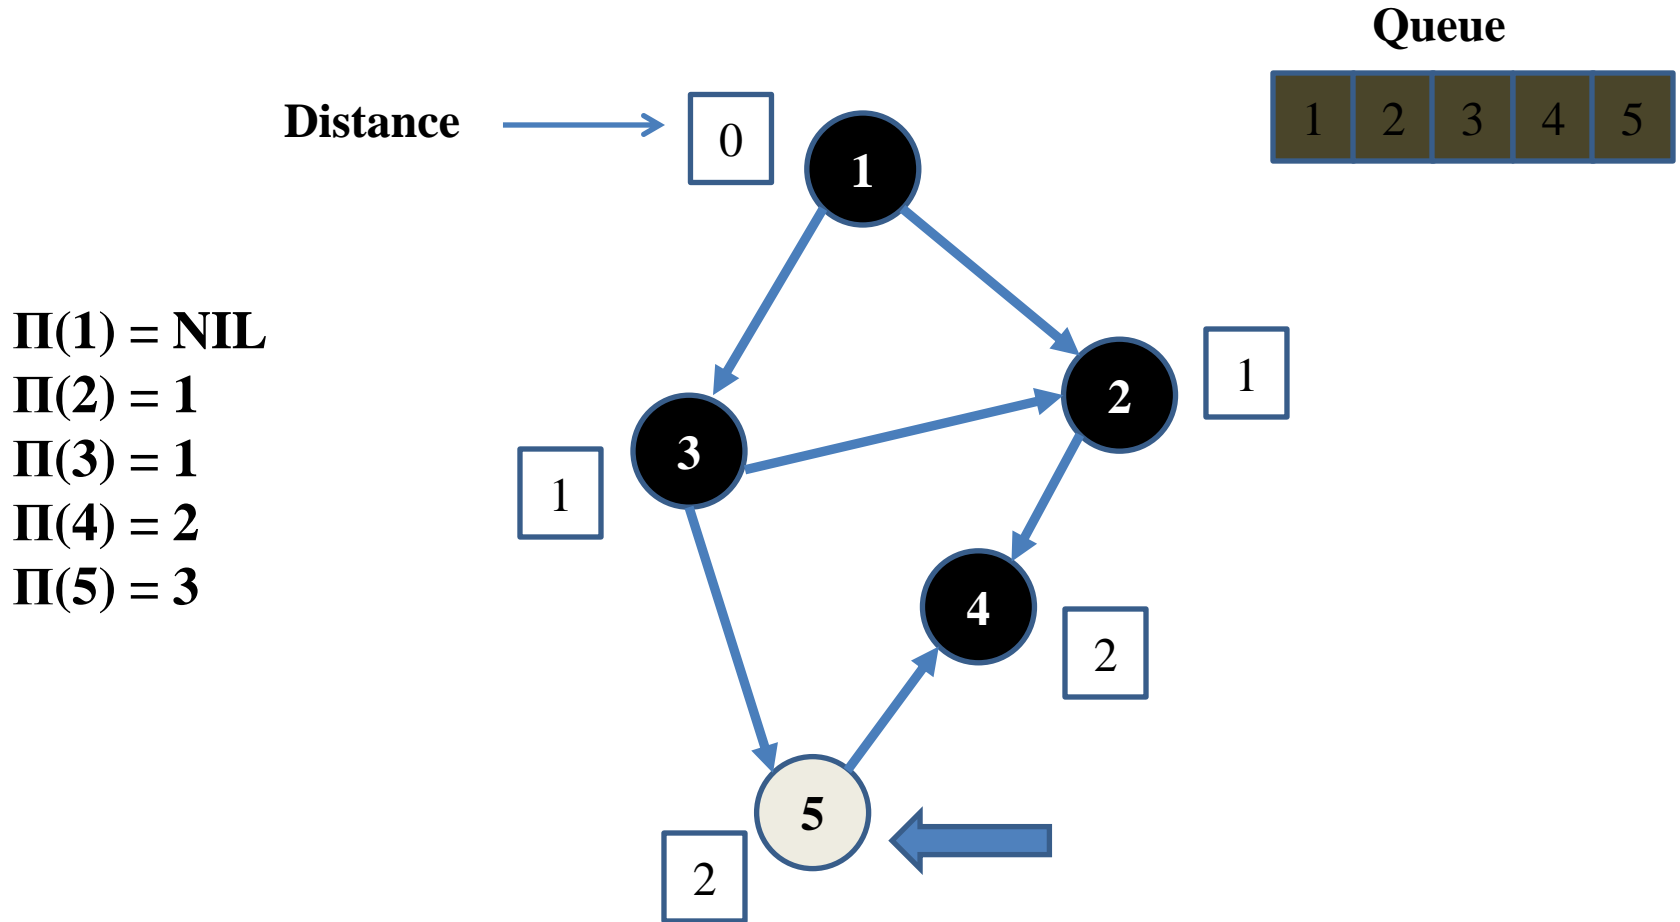 Queue
1 2 3 4 5
Distance
0
1
Π(1) = NIL
Π(2) = 1
Π(3) = 1
Π(4) = 2
Π(5) = 3
2
1
3
1
4
2
5
2